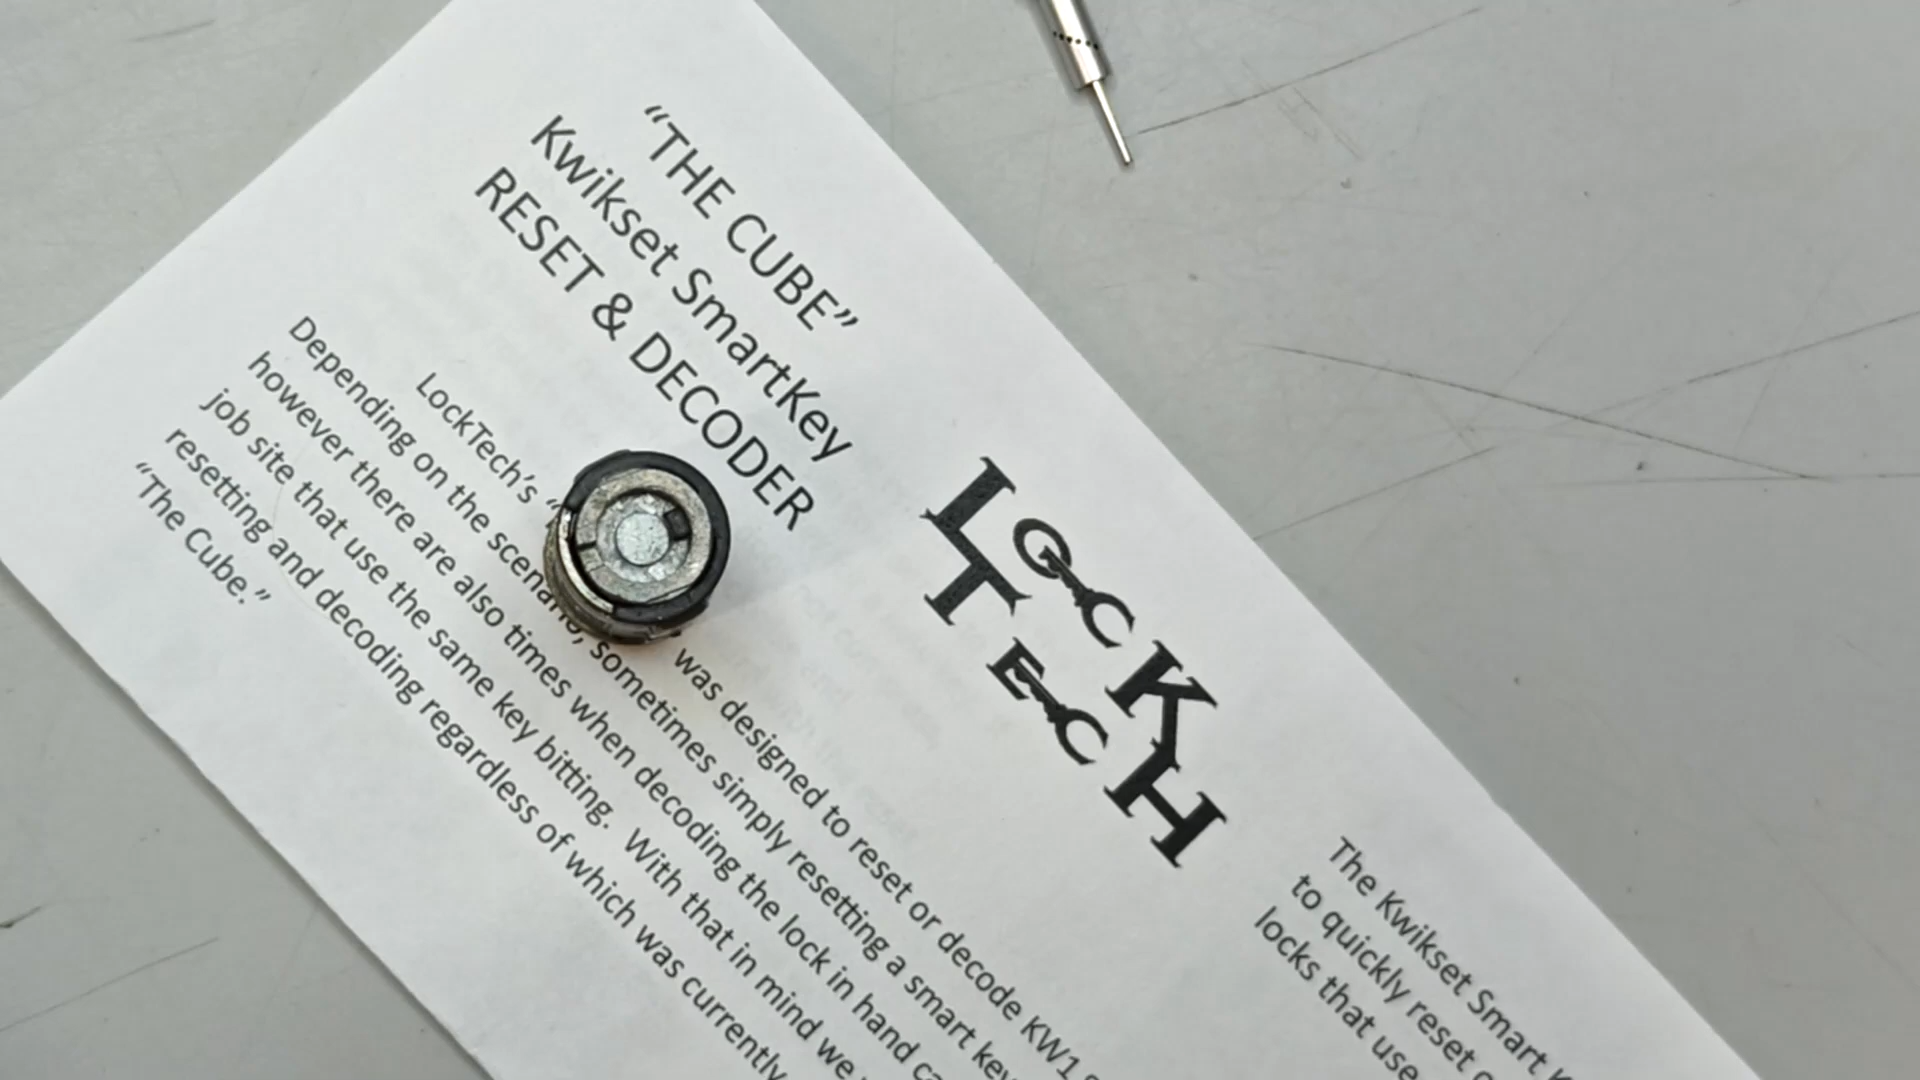 “THE CUBE”
Kwikset SmartKey
RESET & DECODER
LockTech’s “ was designed to reset or decode KW1
Depending on the scenario, sometimes simply resetting a smart key
however there are also times when decoding the lock in hand
job site that use the same key bitting. With that in mind we
resetting and decoding regardless of which was currently
“The Cube.”
LOCK
TECH
The Kwikset Smart
to quickly reset
locks that use